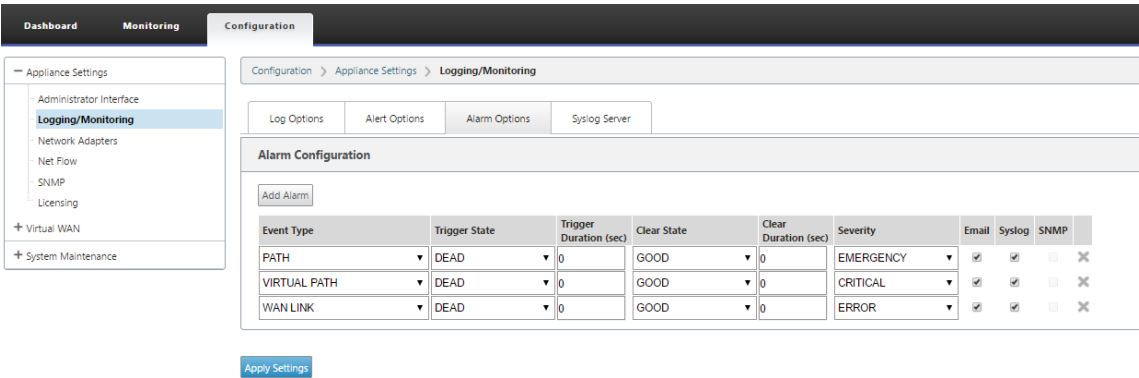 Dashboard Monitoring Configuration
Appliance Settings
Administrator Interface
Logging/Monitoring
Network Adapters
Net Flow
SNMP
Licensing
Virtual WAN
System Maintenance
Configuration > Appliance Settings > Logging/Monitoring
Log Options Alert Options Alarm Options Syslog Server
Alarm Configuration
Add Alarm
Event Type Trigger State Trigger Duration (sec) Clear State Clear Duration (sec) Severity Email Syslog SNMP
PATH DEAD 0 GOOD 0 EMERGENCY
VIRTUAL PATH DEAD 0 GOOD 0 CRITICAL
WAN LINK DEAD 0 GOOD 0 ERROR
Apply Settings